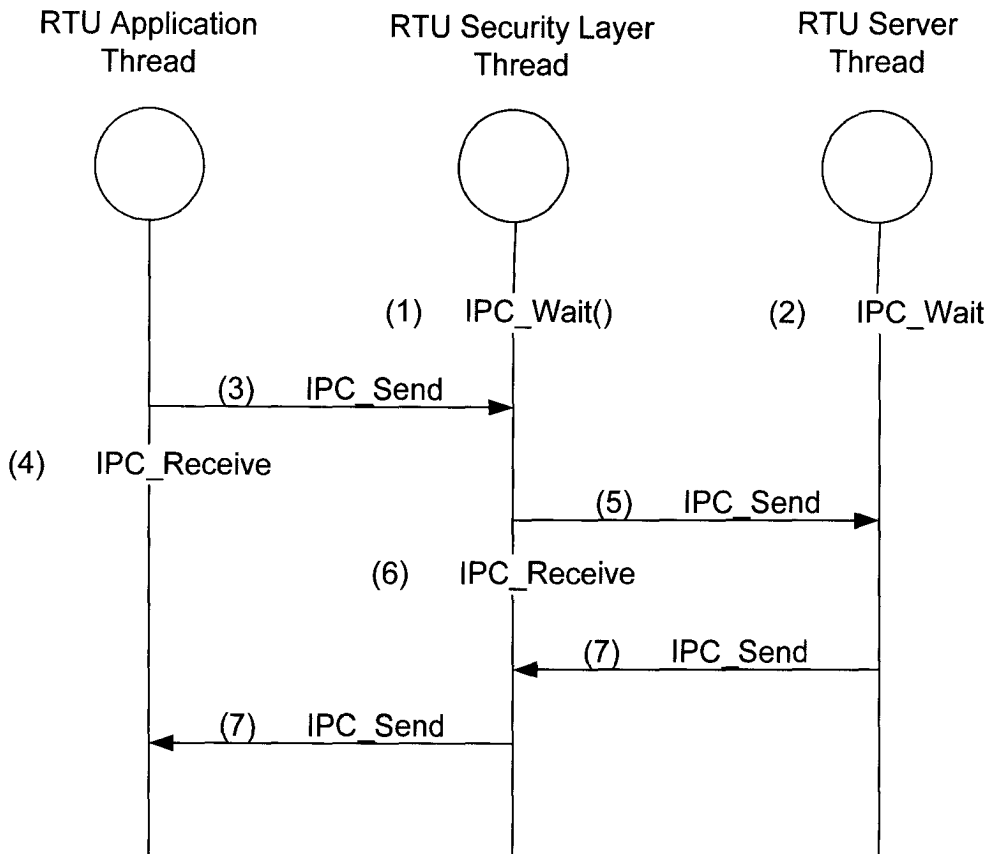 RTU Application
Thread
RTU Security Layer
Thread
RTU Server
Thread
(1) IPC_Wait()
(2) IPC_Wait
(3) IPC_Send
(4) IPC_Receive
(5) IPC_Send
(6) IPC_Receive
(7) IPC_Send
(7) IPC_Send